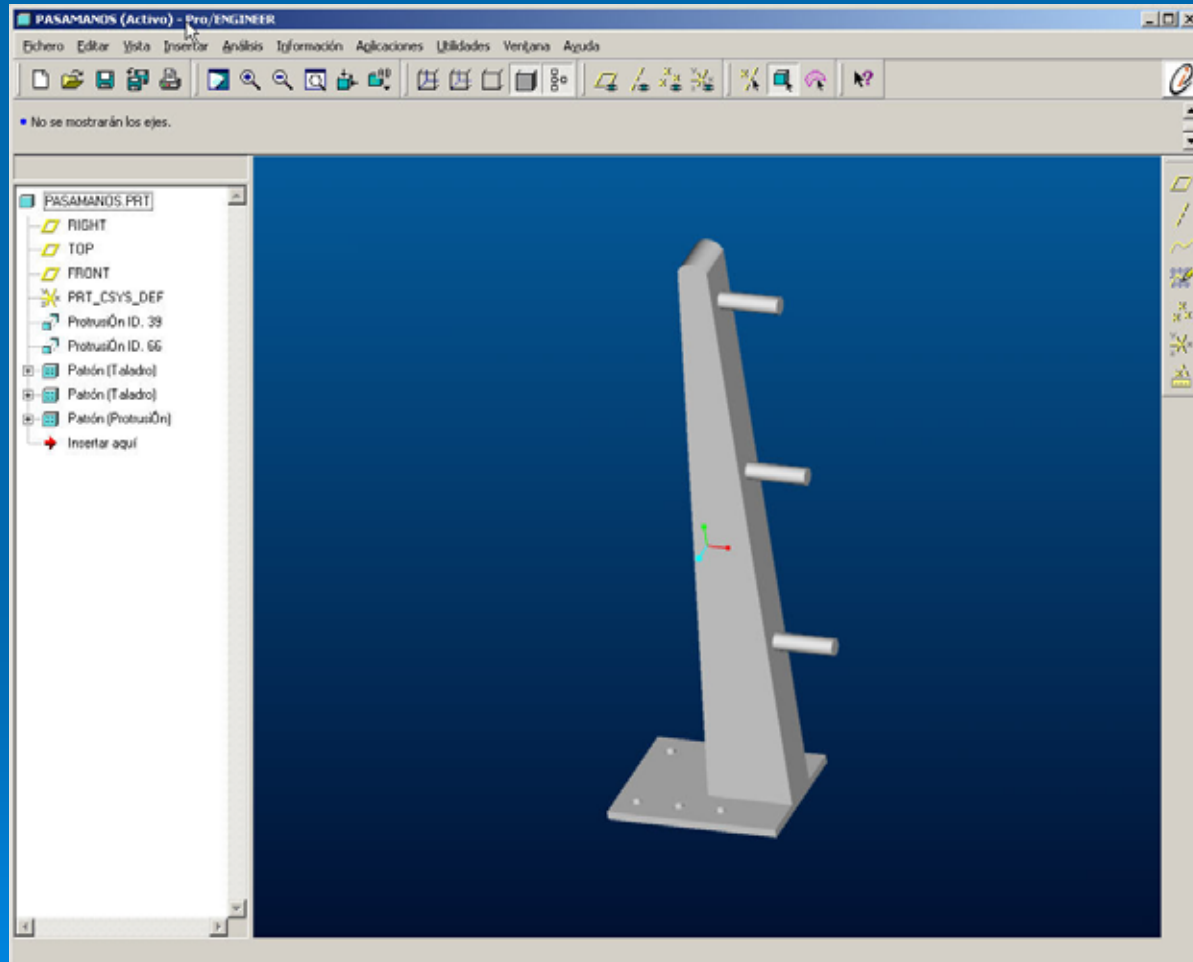 PASAMANOS (Activo) - Pro/ENGINEER
Fichero Editar Vista Insertar Análisis Información Aplicaciones Utilidades Ventana Ayuda
No se mostrarán los ejes.
PASAMANOS.PRT
RIGHT
TOP
FRONT
PRT_CSYS_DEF
ProtrusiÓn ID. 39
ProtrusiÓn ID. 66
Patrón (Taladro)
Patrón (Taladro)
Patrón (ProtrusiÓn)
Insertar aquí